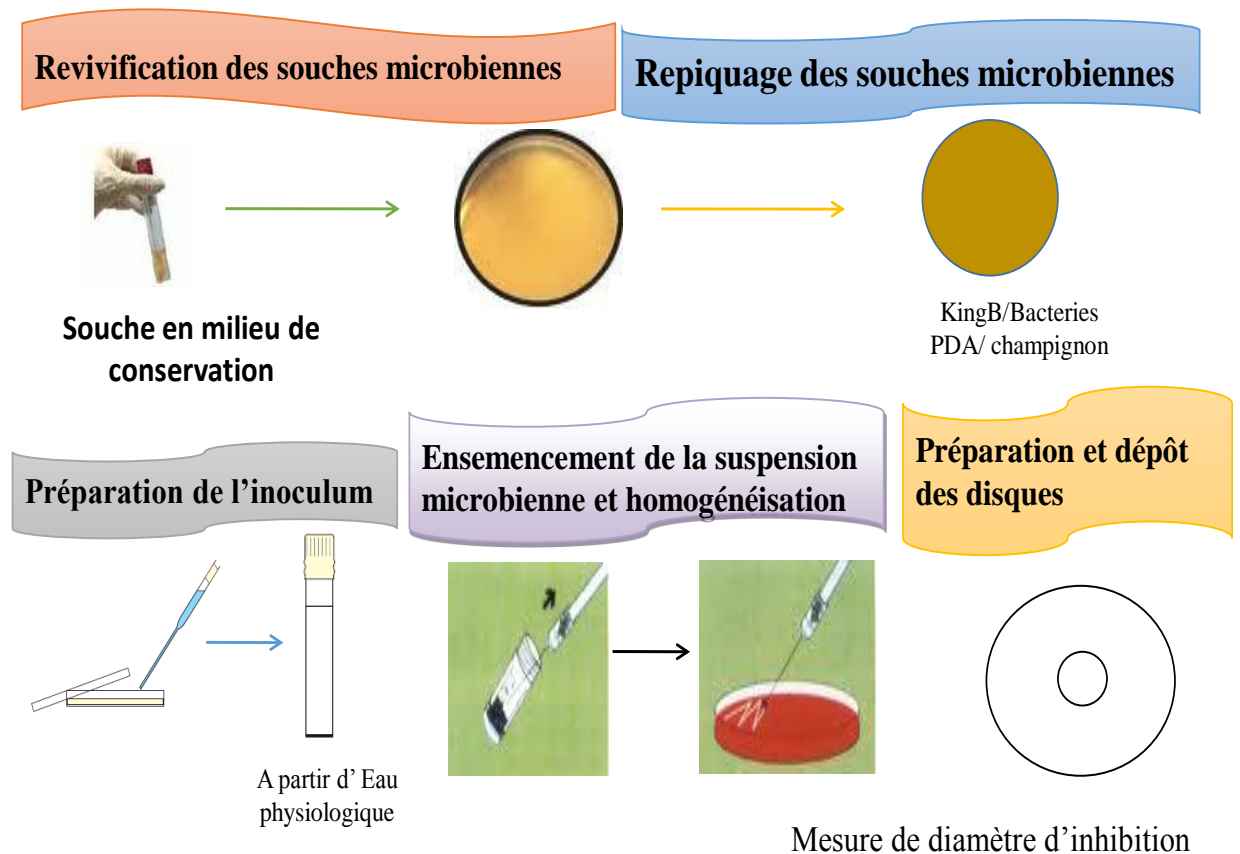 Revivification des souches microbiennes
Repiquage des souches microbiennes
Souche en milieu de
conservation
KingB/Bacteries
PDA/ champignon
Préparation de l’inoculum
Ensemencement de la suspension
microbienne et homogénéisation
Préparation et dépôt
des disques
A partir d’ Eau
physiologique
Mesure de diamètre d’inhibition